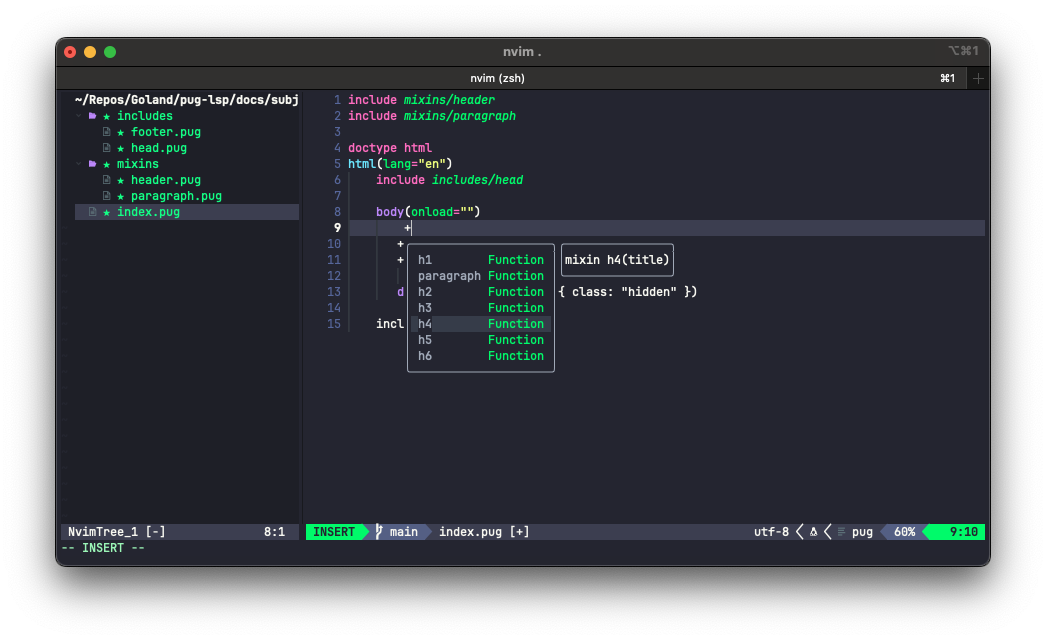 nvim .
⌥⌘1
nvim (zsh)
⌘1
+
~/Repos/Goland/pug-lsp/docs/subj
includes
footer.pug
head.pug
mixins
header.pug
paragraph.pug
index.pug
1 include mixins/header
2 include mixins/paragraph
3
4 doctype html
5 html(lang="en")
6 include includes/head
7
8 body(onload="")
9 +
10 +
11 +
12
13 d { class: "hidden" })
14
15 incl
h1 Function
paragraph Function
h2 Function
h3 Function
h4 Function
h5 Function
h6 Function
mixin h4(title)
NvimTree_1 [-] 8:1
INSERT main index.pug [+] utf-8 pug 60% 9:10
-- INSERT --